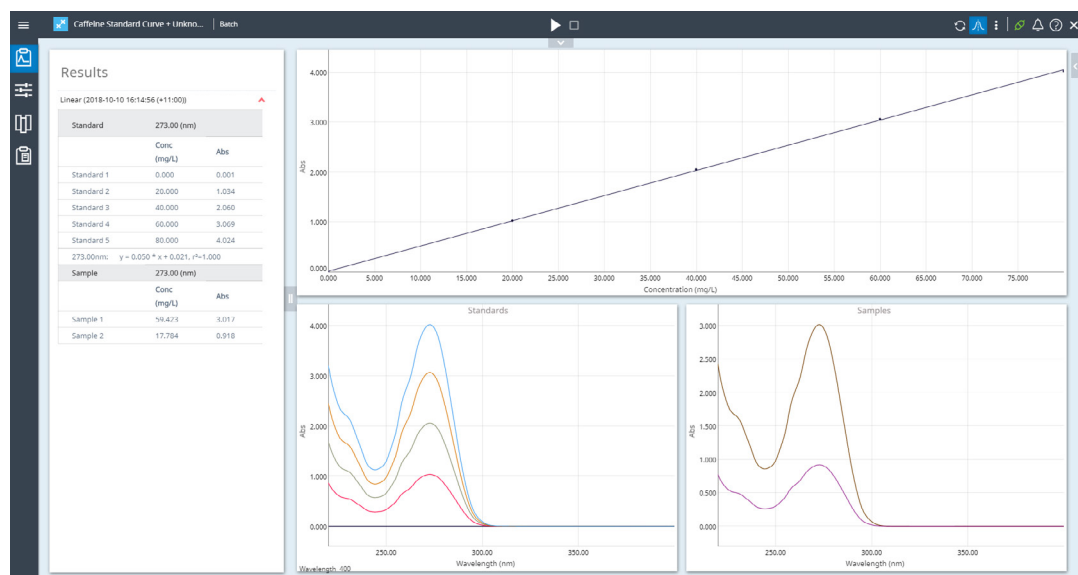 Caffeine Standard Curve + Unkno... Batch
Results
Linear (2018-10-10 16:14:56 (+11:00))
Standard 273.00 (nm)
Conc (mg/L) Abs
Standard 1 0.000 0.001
Standard 2 20.000 1.034
Standard 3 40.000 2.060
Standard 4 60.000 3.069
Standard 5 80.000 4.024
273.00nm: y = 0.050 * x + 0.021, r²=1.000
Sample 273.00 (nm)
Conc (mg/L) Abs
Sample 1 59.423 3.017
Sample 2 17.784 0.918
4.000
3.000
2.000
1.000
0.000
Abs
0.000 5.000 10.000 15.000 20.000 25.000 30.000 35.000 40.000 45.000 50.000 55.000 60.000 65.000 70.000 75.000
Concentration (mg/L)
Standards
4.000
3.000
2.000
1.000
0.000
Abs
250.00 300.00 350.00
Wavelength (nm)
Wavelength 400
Samples
3.000
2.500
2.000
1.500
1.000
0.500
0.000
Abs
250.00 300.00 350.00
Wavelength (nm)